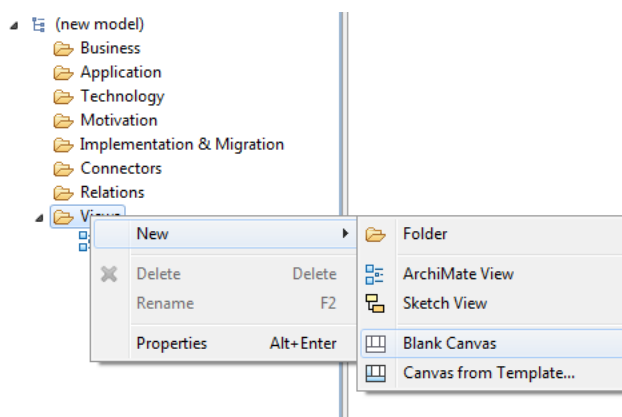 (new model)
Business
Application
Technology
Motivation
Implementation & Migration
Connectors
Relations
Views
New
Delete Delete
Rename F2
Properties Alt+Enter
Folder
ArchiMate View
Sketch View
Blank Canvas
Canvas from Template...